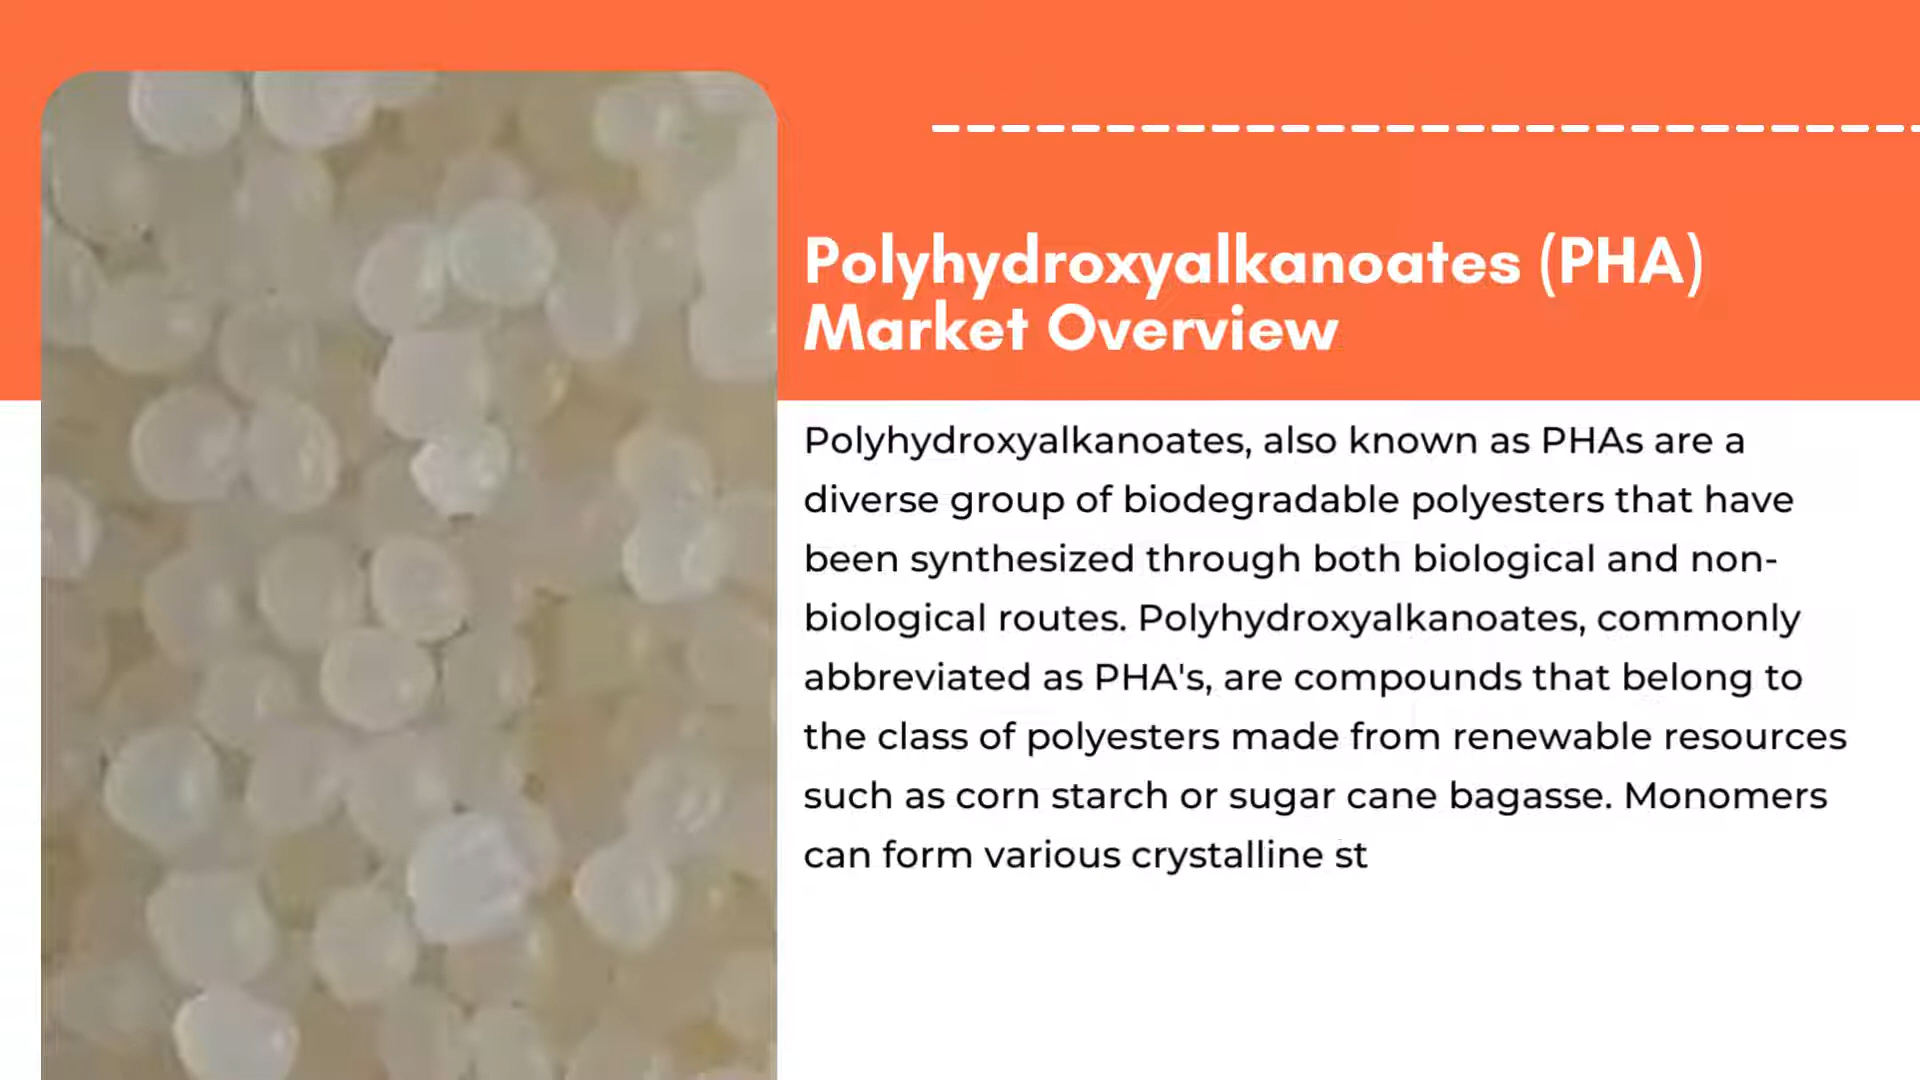 Polyhydroxyalkanoates (PHA)
Market Overview
Polyhydroxyalkanoates, also known as PHAs are a
diverse group of biodegradable polyesters that have
been synthesized through both biological and non-
biological routes. Polyhydroxyalkanoates, commonly
abbreviated as PHA's, are compounds that belong to
the class of polyesters made from renewable resources
such as corn starch or sugar cane bagasse. Monomers
can form various crystalline st